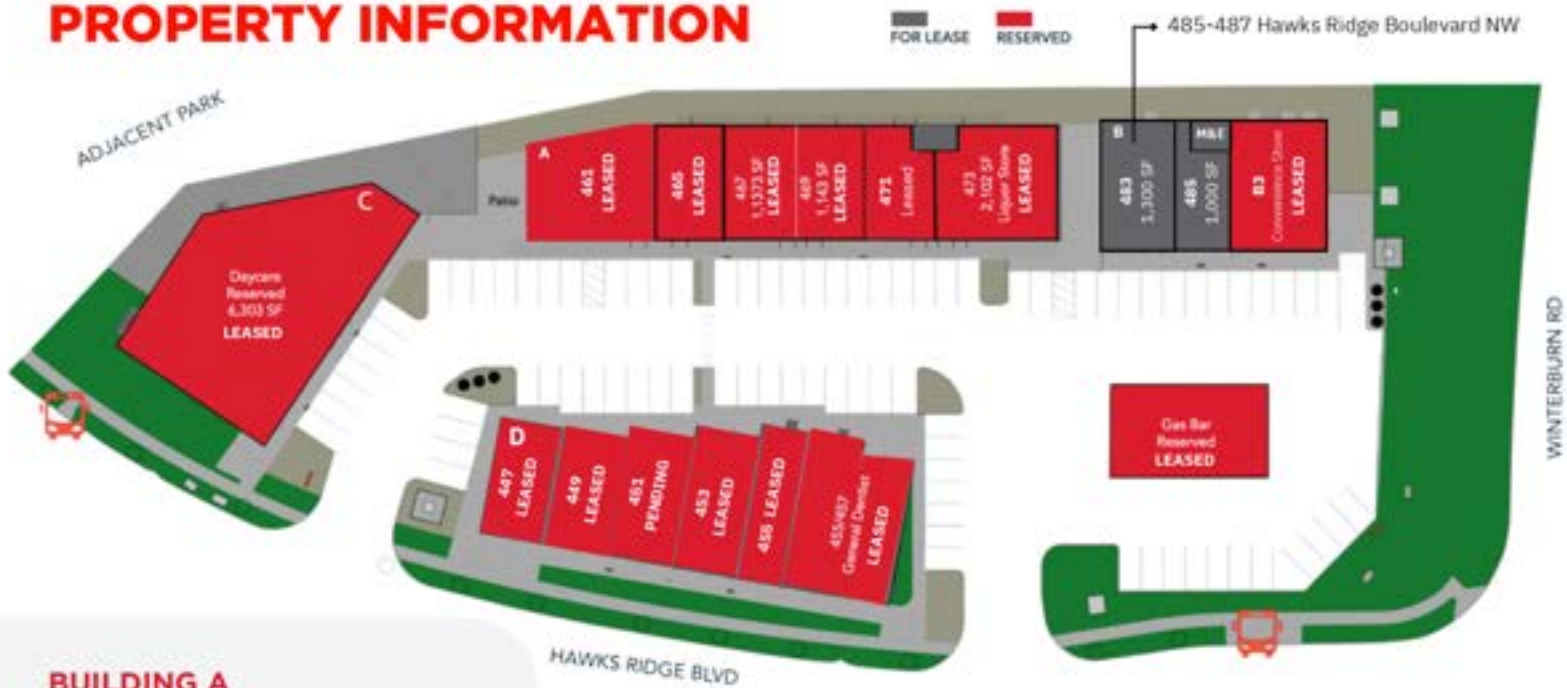 PROPERTY INFORMATION
FOR LEASE
RESERVED
485-487 Hawks Ridge Boulevard NW
ADJACENT PARK
C
Daycare
Reserved
6,303 SF
LEASED
Patio
A
461
LEASED
465
LEASED
467
1,1373 SF
LEASED
469
1,143 SF
LEASED
471
Leased
473
2,102 SF
Liquor Store
LEASED
B
483
1,300 SF
M&E
485
1,000 SF
B3
Convenience Store
LEASED
WINTERBURN RD
D
447
LEASED
449
LEASED
451
PENDING
453
LEASED
LEASED
455/457
General Dentist
LEASED
Gas Bar
Reserved
LEASED
HAWKS RIDGE BLVD
BUILDING A